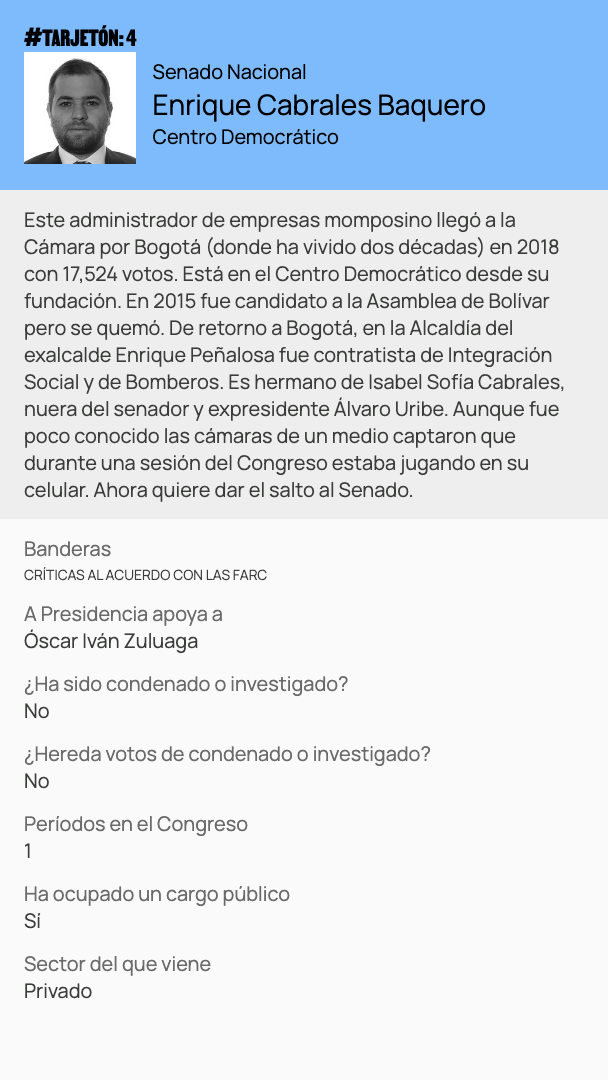 #TARJETÓN: 4
Senado Nacional
Enrique Cabrales Baquero
Centro Democrático
Este administrador de empresas momposino llegó a la
Cámara por Bogotá (donde ha vivido dos décadas) en 2018
con 17,524 votos. Está en el Centro Democrático desde su
fundación. En 2015 fue candidato a la Asamblea de Bolívar
pero se quemó. De retorno a Bogotá, en la Alcaldía del
exalcalde Enrique Peñalosa fue contratista de Integración
Social y de Bomberos. Es hermano de Isabel Sofía Cabrales,
nuera del senador y expresidente Álvaro Uribe. Aunque fue
poco conocido las cámaras de un medio captaron que
durante una sesión del Congreso estaba jugando en su
celular. Ahora quiere dar el salto al Senado.
Banderas
CRÍTICAS AL ACUERDO CON LAS FARC
A Presidencia apoya a
Óscar Iván Zuluaga
¿Ha sido condenado o investigado?
No
¿Hereda votos de condenado o investigado?
No
Períodos en el Congreso
1
Ha ocupado un cargo público
Sí
Sector del que viene
Privado